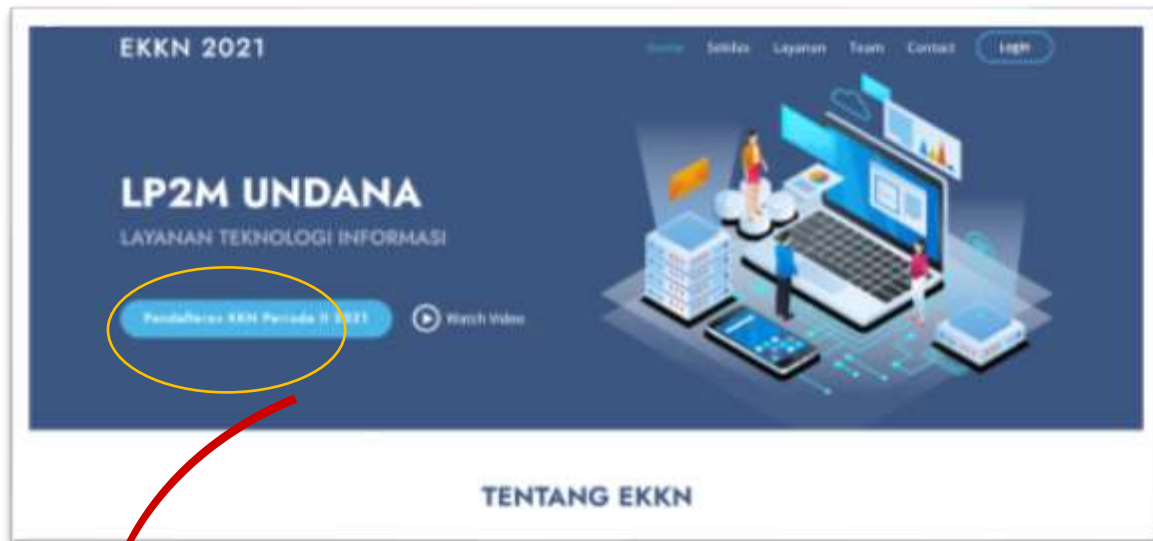 EKKN 2021
Home Sekilas Layanan Team Contact Login
LP2M UNDANA
LAYANAN TEKNOLOGI INFORMASI
Pendaftaran KKN Periode II 2021
Watch Video
TENTANG EKKN